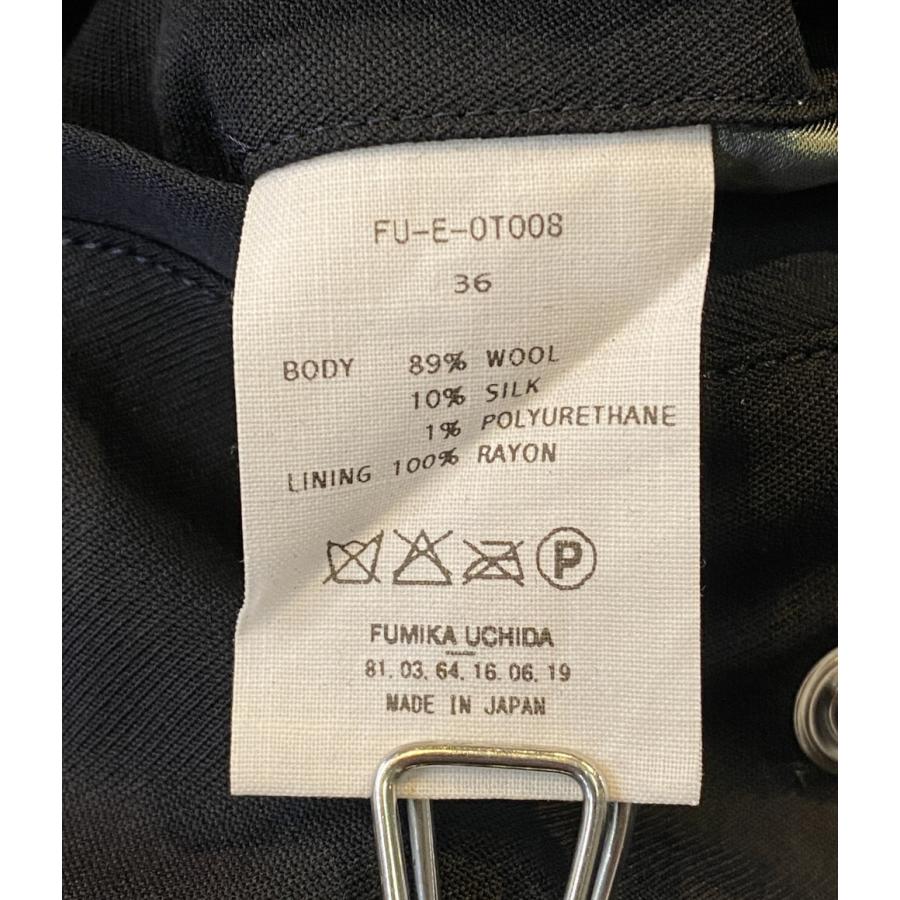 FU-E-0T008
36
BODY 89% WOOL
10% SILK
1% POLYURETHANE
LINING 100% RAYON
P
FUMIKA UCHIDA
81. 03. 64. 16. 06. 19
MADE IN JAPAN